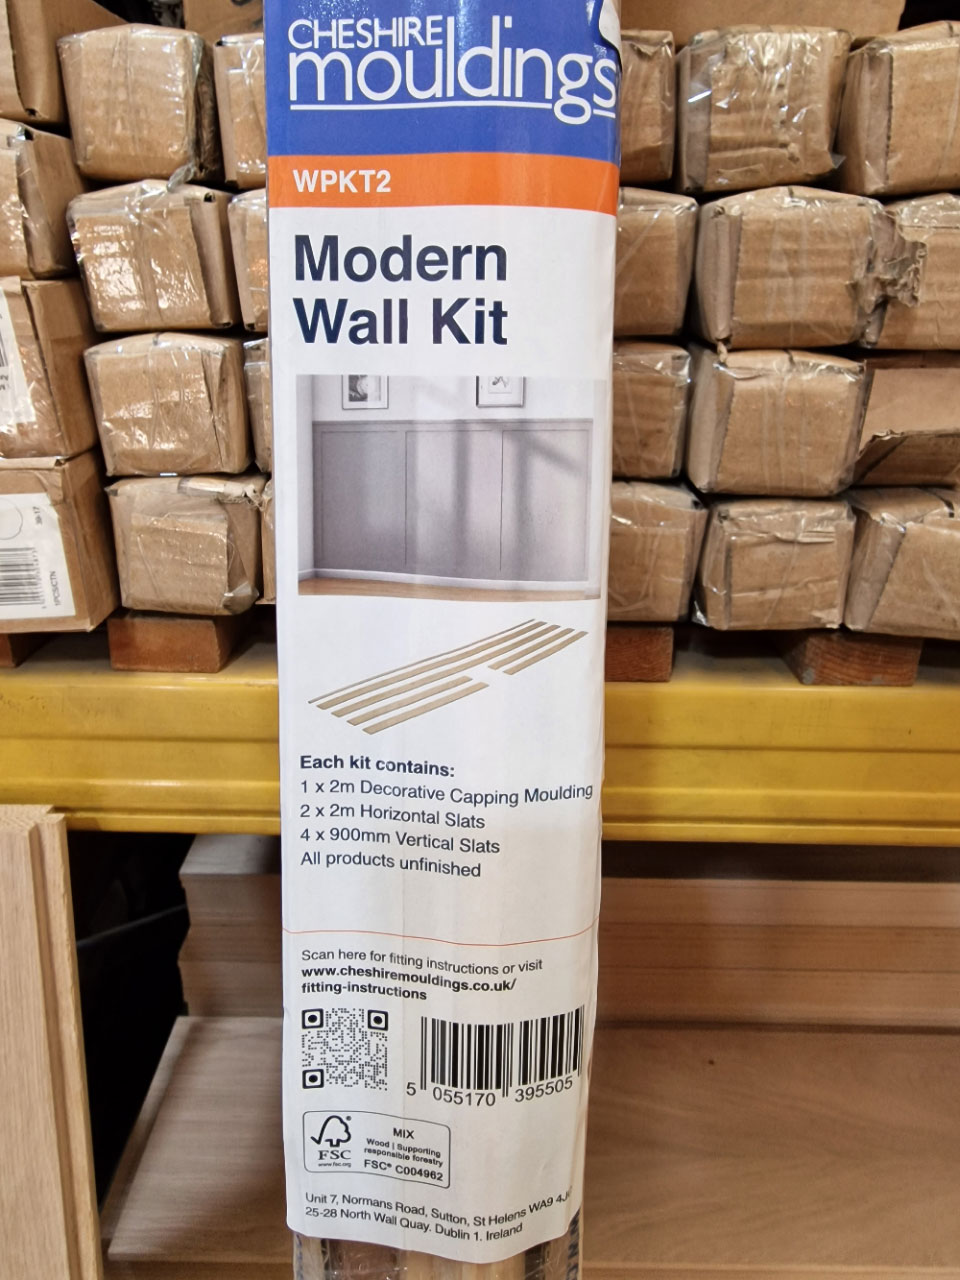 CHESHIRE
mouldings
WPKT2
Modern
Wall Kit
Each kit contains:
1 x 2m Decorative Capping Moulding
2 x 2m Horizontal Slats
4 x 900mm Vertical Slats
All products unfinished
Scan here for fitting instructions or visit
www.cheshiremouldings.co.uk/
fitting-instructions
5 055170 395505
FSC®
www.fsc.org
MIX
Wood | Supporting
responsible forestry
FSC® C004962
Unit 7, Normans Road, Sutton, St Helens WA9
25-28 North Wall Quay. Dublin 1. Ireland